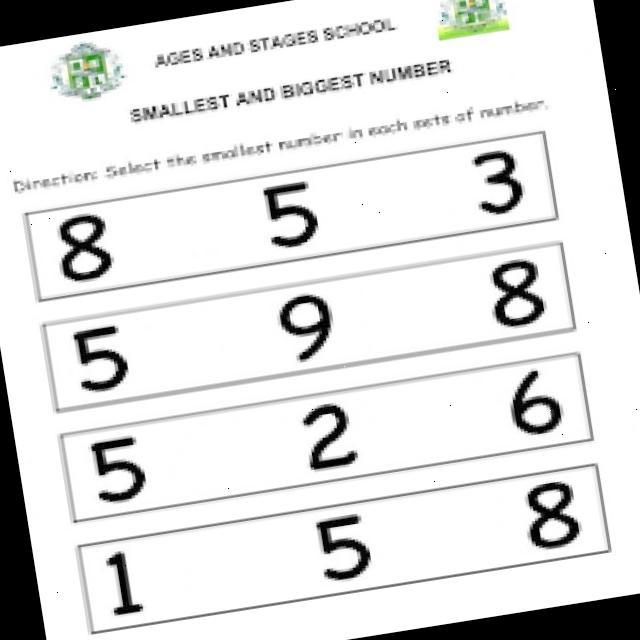 AGES AND STAGES SCHOOL
SMALLEST AND BIGGEST NUMBER
Direction: Select the smallest number in each sets of number.
8 5 3
5 9 8
5 2 6
1 5 8